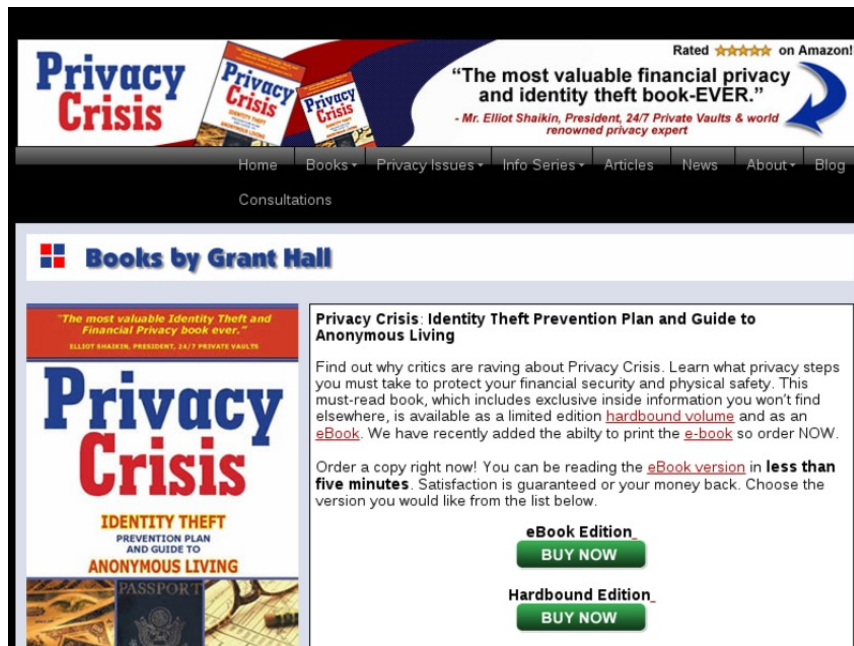 Privacy
Crisis
Privacy
Crisis
IDENTITY THEFT
ANONYMOUS LIVING
Privacy
Crisis
Rated on Amazon!
“The most valuable financial privacy
and identity theft book-EVER.”
- Mr. Elliot Shaikin, President, 24/7 Private Vaults & world
renowned privacy expert
Home Books Privacy Issues Info Series Articles News About Blog
Consultations
Books by Grant Hall
"The most valuable Identity Theft and
Financial Privacy book ever."
ELLIOT SHAIKIN, PRESIDENT, 24/7 PRIVATE VAULTS
Privacy
Crisis
IDENTITY THEFT
PREVENTION PLAN
AND GUIDE TO
ANONYMOUS LIVING
PASSPORT
Privacy Crisis: Identity Theft Prevention Plan and Guide to
Anonymous Living
Find out why critics are raving about Privacy Crisis. Learn what privacy steps
you must take to protect your financial security and physical safety. This
must-read book, which includes exclusive inside information you won't find
elsewhere, is available as a limited edition hardbound volume and as an
eBook. We have recently added the abilty to print the e-book so order NOW.
Order a copy right now! You can be reading the eBook version in less than
five minutes. Satisfaction is guaranteed or your money back. Choose the
version you would like from the list below.
eBook Edition
BUY NOW
Hardbound Edition
BUY NOW